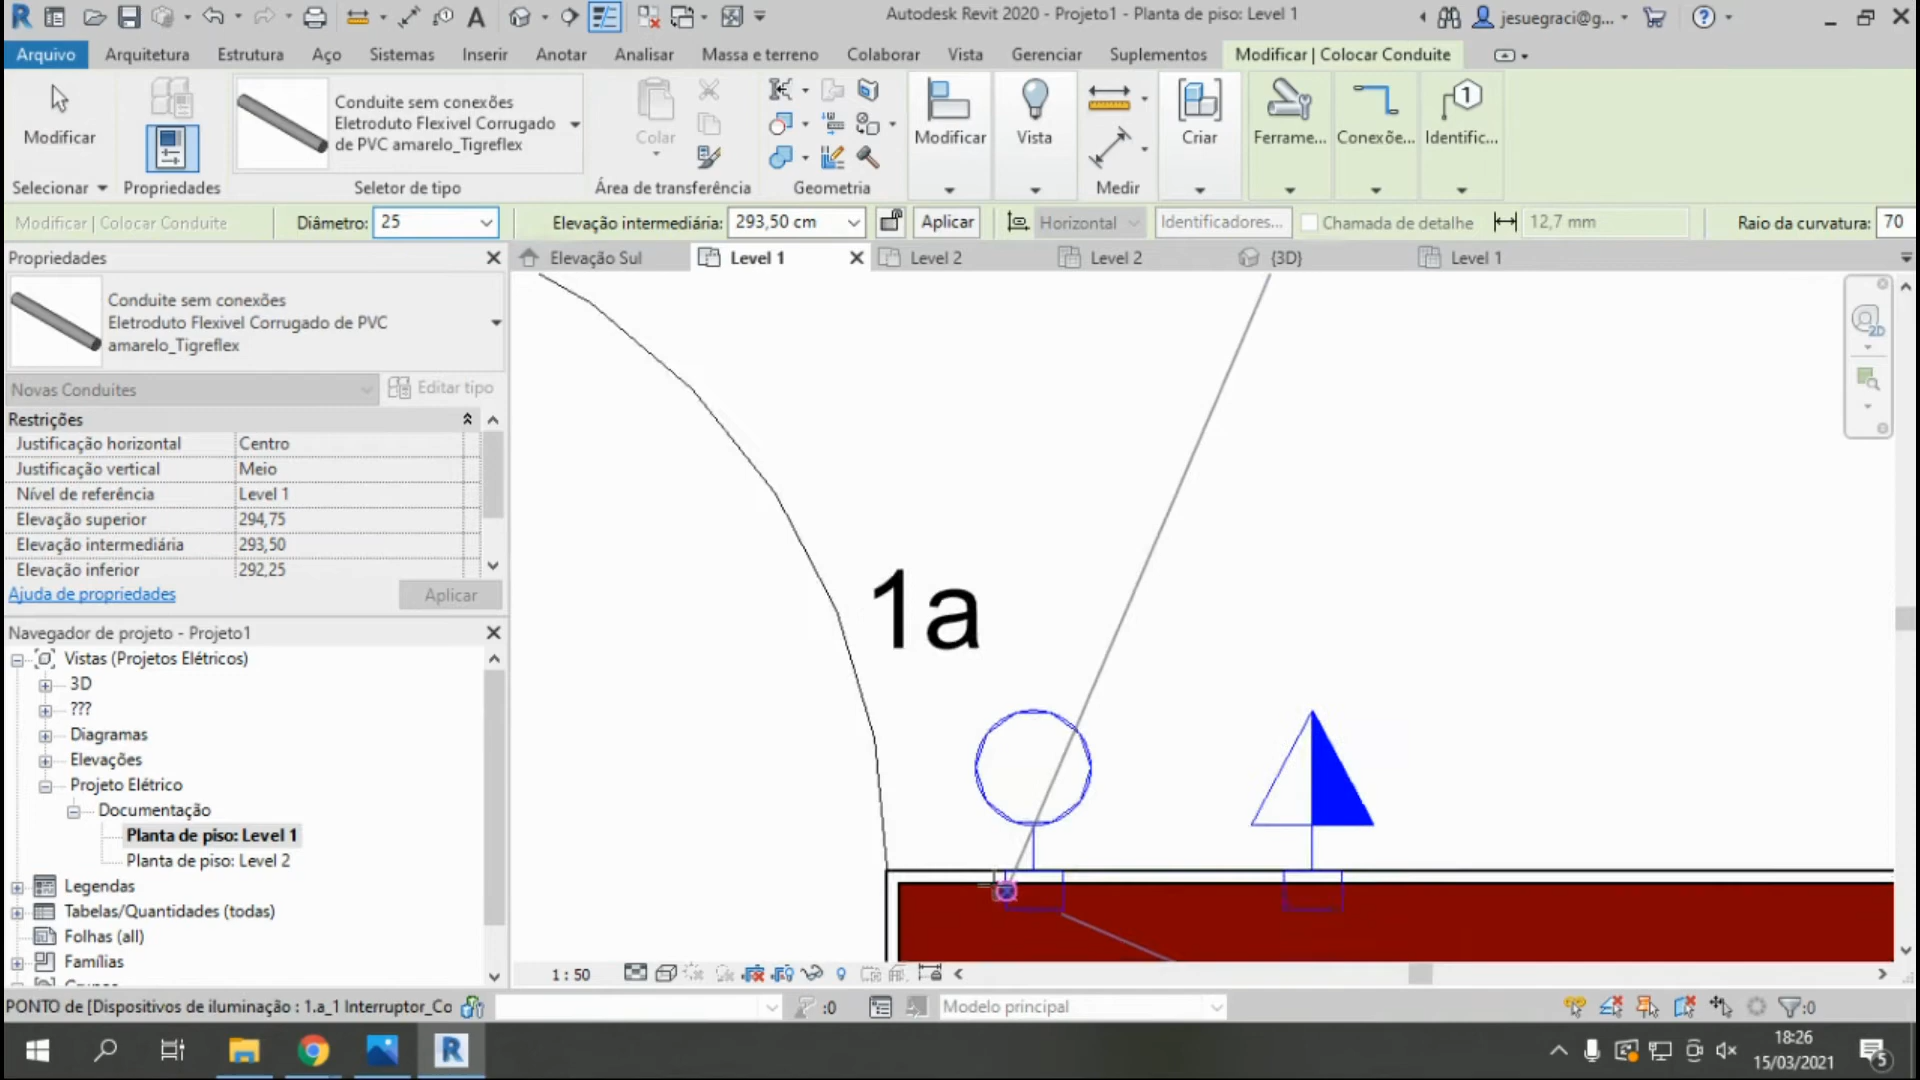 Autodesk Revit 2020 - Projeto1 - Planta de piso: Level 1
jesuegraci@g...
Arquivo Arquitetura Estrutura Aço Sistemas Inserir Anotar Analisar Massa e terreno Colaborar Vista Gerenciar Suplementos Modificar | Colocar Conduite
Modificar
Conduite sem conexões
Eletroduto Flexivel Corrugado
de PVC amarelo_Tigreflex
Colar
Modificar Vista Criar Ferrame... Conexõe... Identific...
Selecionar Propriedades Seletor de tipo Área de transferência Geometria Medir
Modificar | Colocar Conduite Diâmetro: 25 Elevação intermediária: 293,50 cm Aplicar Horizontal Identificadores... Chamada de detalhe 12,7 mm Raio da curvatura: 70
Propriedades
Elevação Sul Level 1 Level 2 Level 2 {3D} Level 1
Conduite sem conexões
Eletroduto Flexivel Corrugado de PVC
amarelo_Tigreflex
Novas Conduites Editar tipo
Restrições
Justificação horizontal Centro
Justificação vertical Meio
Nível de referência Level 1
Elevação superior 294,75
Elevação intermediária 293,50
Elevação inferior 292,25
Ajuda de propriedades Aplicar
Navegador de projeto - Projeto1
Vistas (Projetos Elétricos)
3D
???
Diagramas
Elevações
Projeto Elétrico
Documentação
Planta de piso: Level 1
Planta de piso: Level 2
Legendas
Tabelas/Quantidades (todas)
Folhas (all)
Famílias
1a
2D
1 : 50
PONTO de [Dispositivos de iluminação : 1.a_1 Interruptor_Co
:0
Modelo principal
:0
18:26
15/03/2021
5